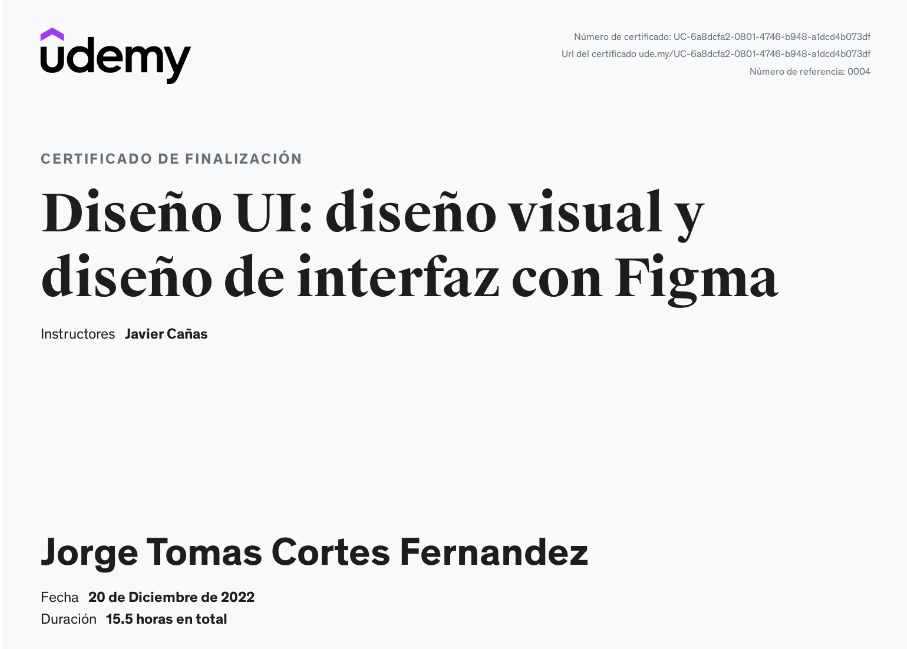 udemy
Número de certificado: UC-6a8dcfa2-0801-4746-b948-a1dcd4b073df
Url del certificado ude.my/UC-6a8dcfa2-0801-4746-b948-a1dcd4b073df
Número de referencia: 0004
CERTIFICADO DE FINALIZACIÓN
Diseño UI: diseño visual y
diseño de interfaz con Figma
Instructores Javier Cañas
Jorge Tomas Cortes Fernandez
Fecha 20 de Diciembre de 2022
Duración 15.5 horas en total